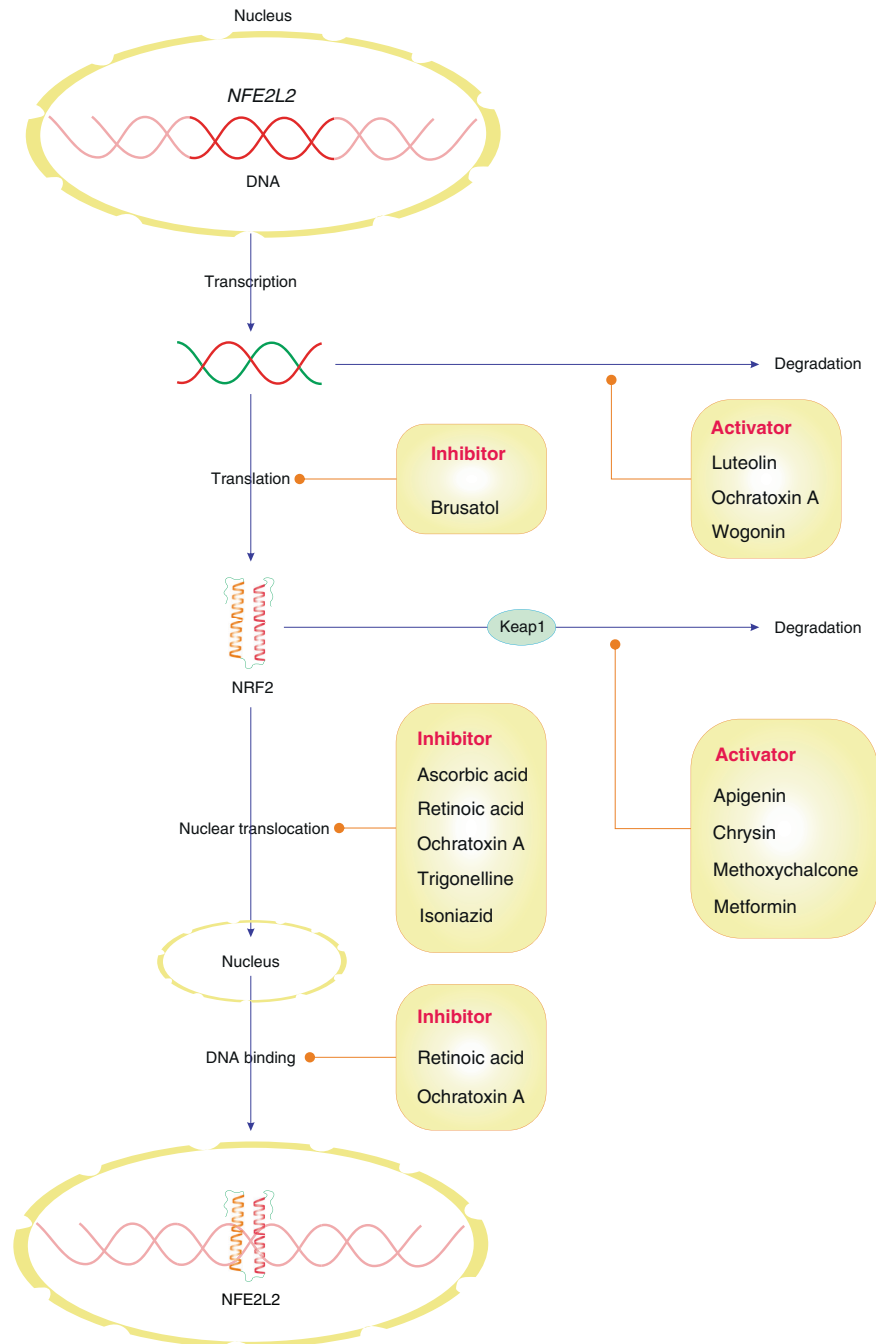 Nucleus
NFE2L2
DNA
Transcription
Degradation
Activator
Luteolin
Ochratoxin A
Wogonin
Inhibitor
Brusatol
Translation
Keap1
Degradation
NRF2
Inhibitor
Ascorbic acid
Retinoic acid
Ochratoxin A
Trigonelline
Isoniazid
Activator
Apigenin
Chrysin
Methoxychalcone
Metformin
Nuclear translocation
Nucleus
Inhibitor
Retinoic acid
Ochratoxin A
DNA binding
NFE2L2